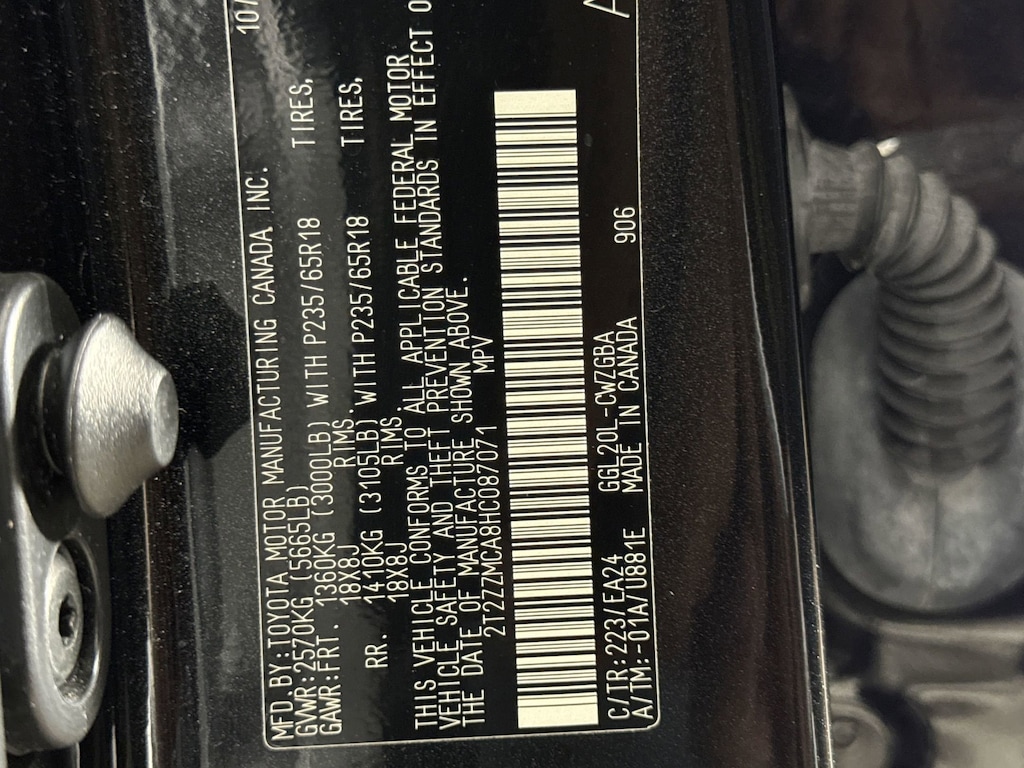 MFD.BY:TOYOTA MOTOR MANUFACTURING CANADA INC. 10/
GVWR:2570KG (5665LB)
GAWR:FRT. 1360KG (3000LB) WITH P235/65R18 TIRES,
18X8J RIMS.
RR. 1410KG (3105LB) WITH P235/65R18 TIRES,
18X8J RIMS.
THIS VEHICLE CONFORMS TO ALL APPLICABLE FEDERAL MOTOR
VEHICLE SAFETY AND THEFT PREVENTION STANDARDS IN EFFECT O
THE DATE OF MANUFACTURE SHOWN ABOVE.
2T2ZZMCA8HC087071 MPV
C/TR:223/EA24 GGL20L-CWZGBA
A/TM:-01A/U881E MADE IN CANADA 906
A